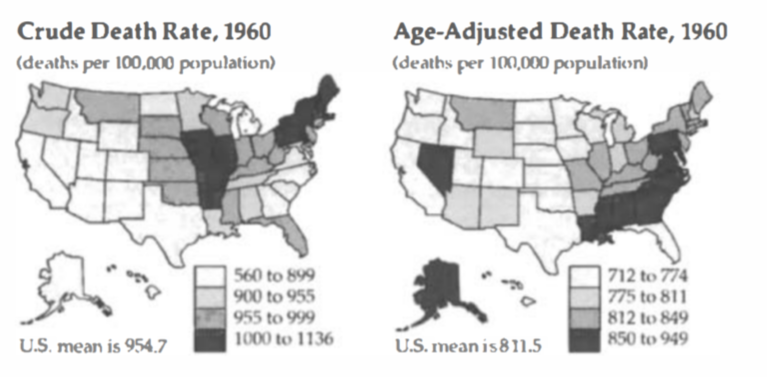 Crude Death Rate, 1960
(deaths per 100,000 population)
560 to 899
900 to 955
955 to 999
1000 to 1136
U.S. mean is 954.7
Age-Adjusted Death Rate, 1960
(deaths per 100,000 population)
712 to 774
775 to 811
812 to 849
850 to 949
U.S. mean is 811.5